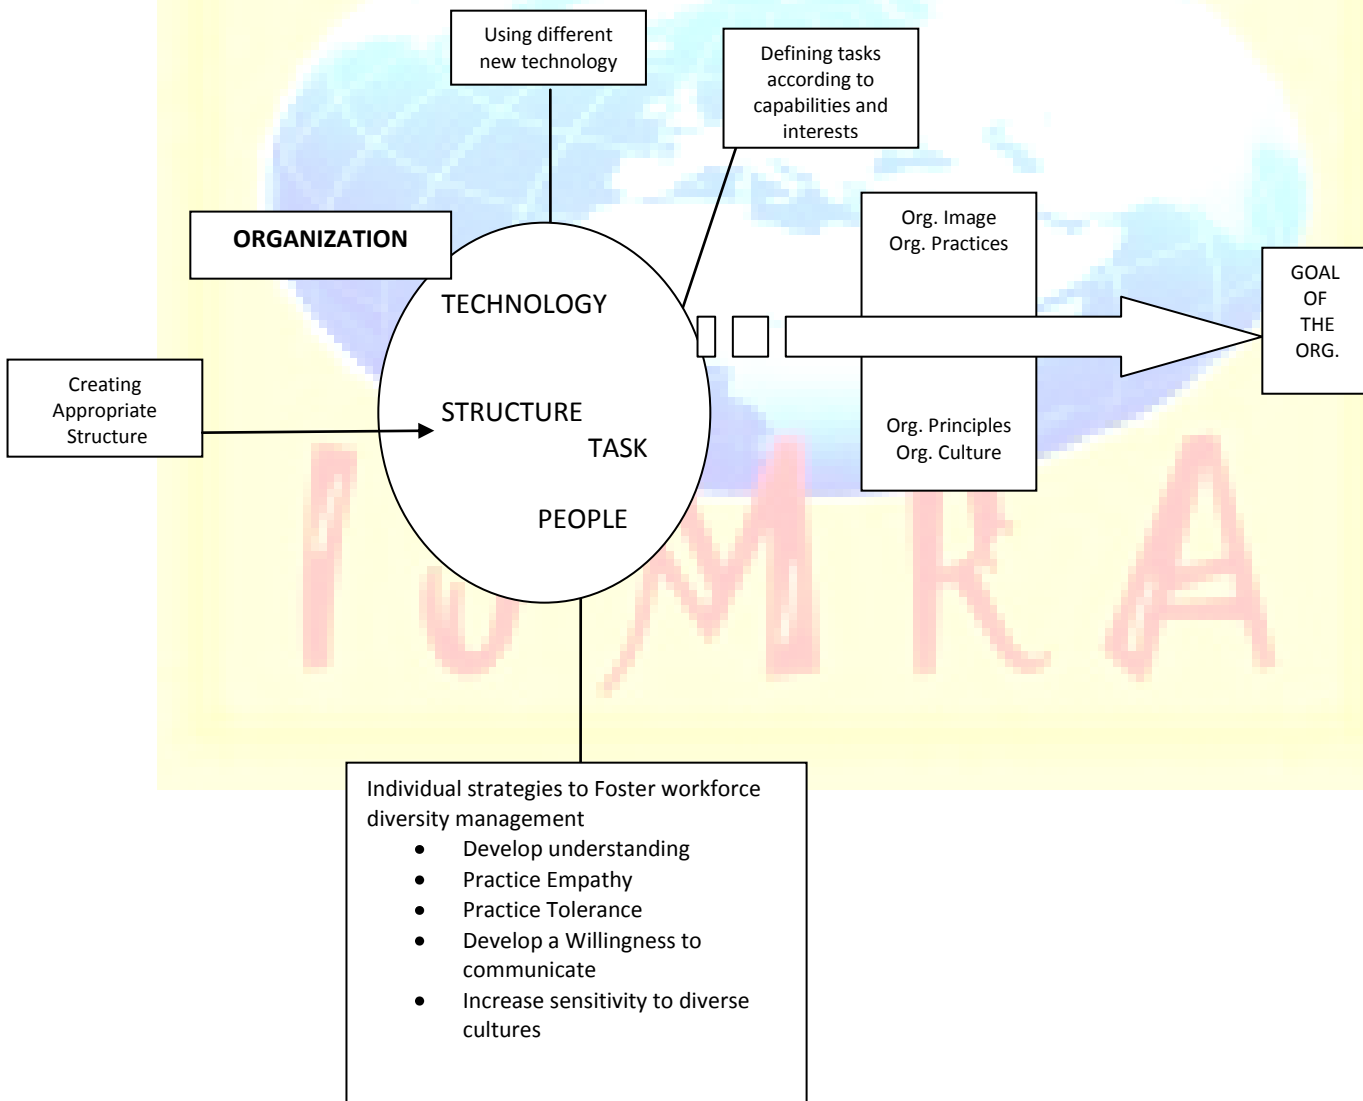 Using different
new technology
Defining tasks
according to
capabilities and
interests
ORGANIZATION
Org. Image
Org. Practices
GOAL
OF
THE
ORG.
TECHNOLOGY
Creating
Appropriate
Structure
STRUCTURE
TASK
PEOPLE
Org. Principles
Org. Culture
IJMRA
Individual strategies to Foster workforce
diversity management
• Develop understanding
• Practice Empathy
• Practice Tolerance
• Develop a Willingness to
communicate
• Increase sensitivity to diverse
cultures